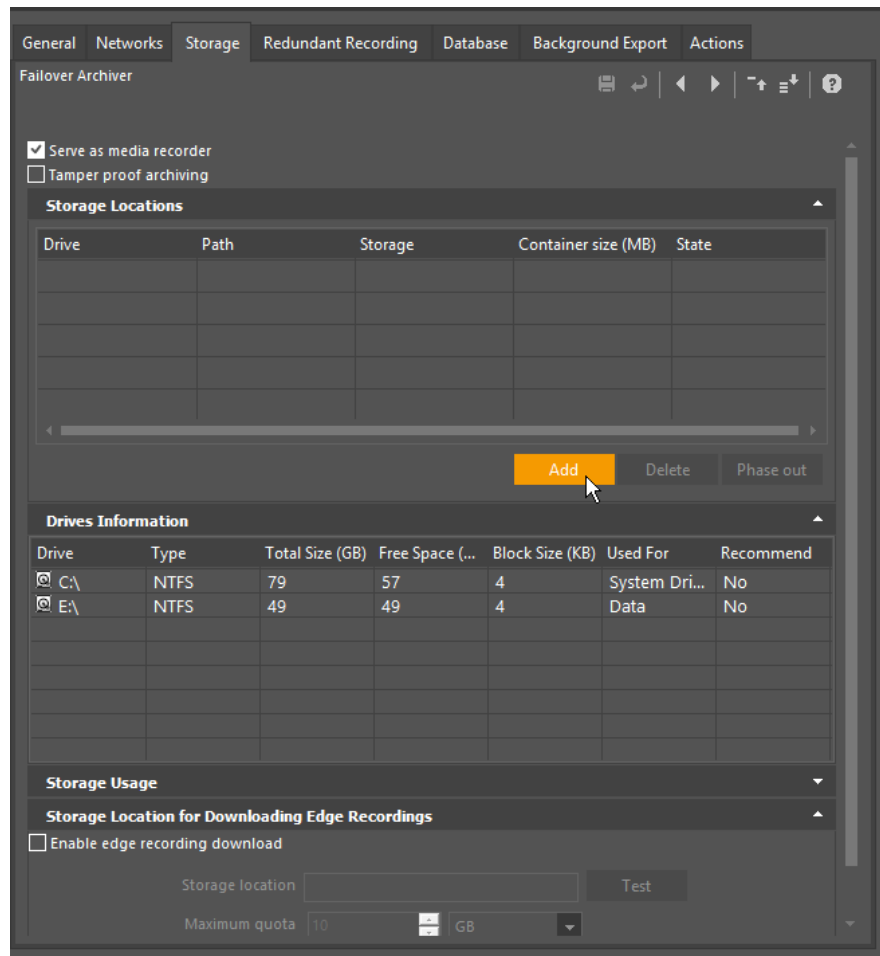 General Networks Storage Redundant Recording Database Background Export Actions
Failover Archiver
Serve as media recorder
Tamper proof archiving
Storage Locations
Drive Path Storage Container size (MB) State
Add Delete Phase out
Drives Information
Drive Type Total Size (GB) Free Space (... Block Size (KB) Used For Recommend
C:\ NTFS 79 57 4 System Dri... No
E:\ NTFS 49 49 4 Data No
Storage Usage
Storage Location for Downloading Edge Recordings
Enable edge recording download
Storage location Test
Maximum quota 10 GB